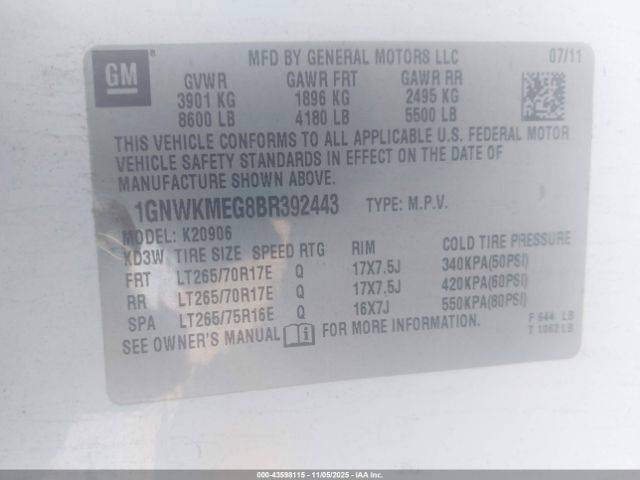 GM
MFD BY GENERAL MOTORS LLC 07/11
GVWR GAWR FRT GAWR RR
3901 KG 1896 KG 2495 KG
8600 LB 4180 LB 5500 LB
THIS VEHICLE CONFORMS TO ALL APPLICABLE U.S. FEDERAL MOTOR
VEHICLE SAFETY STANDARDS IN EFFECT ON THE DATE OF
MANUFACTURE SHOWN ABOVE.
1GNWKMEG8BR392443 TYPE: M.P.V.
MODEL: K20906
KD3W TIRE SIZE SPEED RTG RIM COLD TIRE PRESSURE
FRT LT265/70R17E Q 17X7.5J 340KPA(50PSI)
RR LT265/70R17E Q 17X7.5J 420KPA(60PSI)
SPA LT265/75R16E Q 16X7J 550KPA(80PSI)
SEE OWNER'S MANUAL FOR MORE INFORMATION. F 644 LB
T 1062 LB
000-43598115 - 11/05/2025 - Copyright IAA, LLC